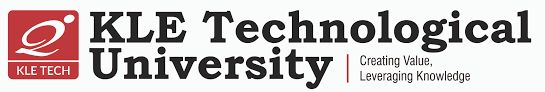 KLE TECH
KLE Technological
University
Creating Value,
Leveraging Knowledge